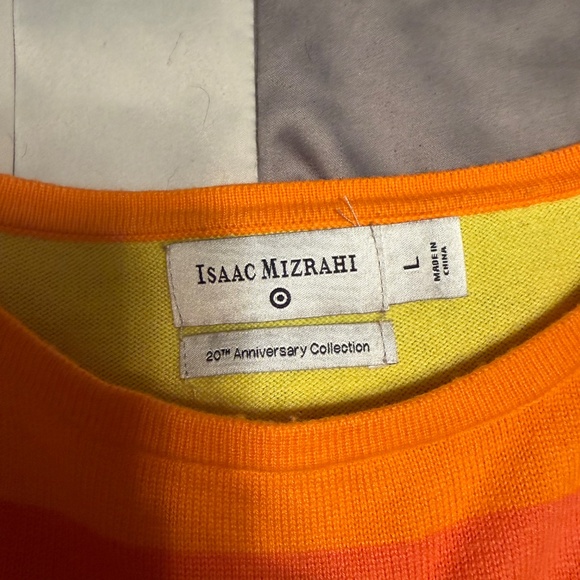 ISAAC MIZRAHI
20TH Anniversary Collection
L
MADE IN
CHINA